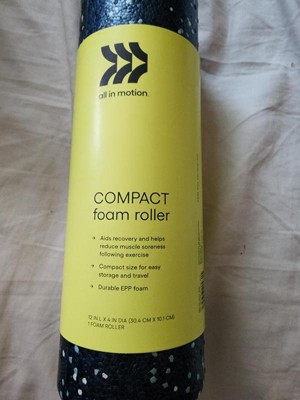 all in motion.
COMPACT
foam roller
→ Aids recovery and helps
reduce muscle soreness
following exercise
→ Compact size for easy
storage and travel
→ Durable EPP foam
12 IN L X 4 IN DIA (30.4 CM X 10.1 CM)
1 FOAM ROLLER